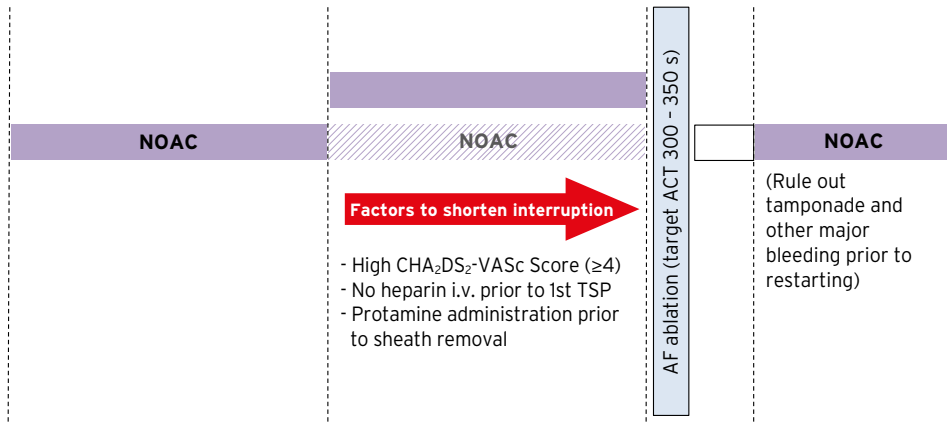 NOAC
NOAC
Factors to shorten interruption
- High CHA₂DS₂-VASc Score (≥4)
- No heparin i.v. prior to 1st TSP
- Protamine administration prior
to sheath removal
AF ablation (target ACT 300 - 350 s)
NOAC
(Rule out
tamponade and
other major
bleeding prior to
restarting)